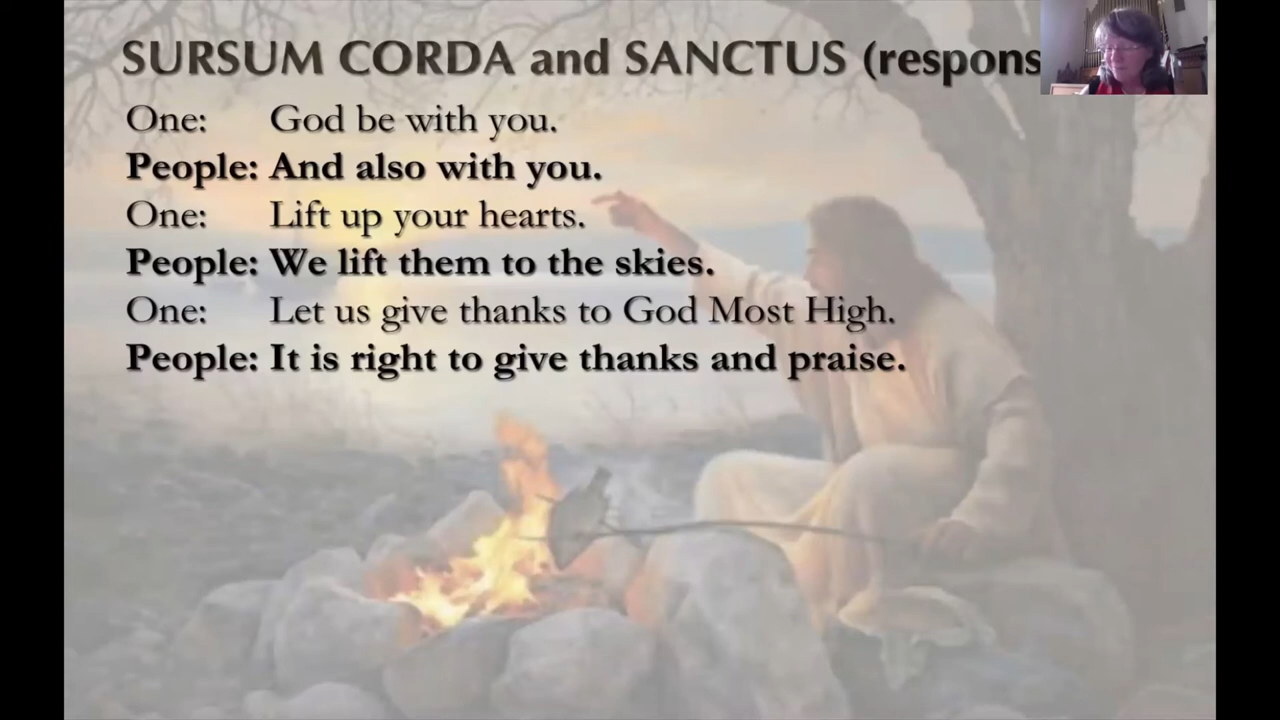 SURSUM CORDA and SANCTUS (respons
One: God be with you.
People: And also with you.
One: Lift up your hearts.
People: We lift them to the skies.
One: Let us give thanks to God Most High.
People: It is right to give thanks and praise.